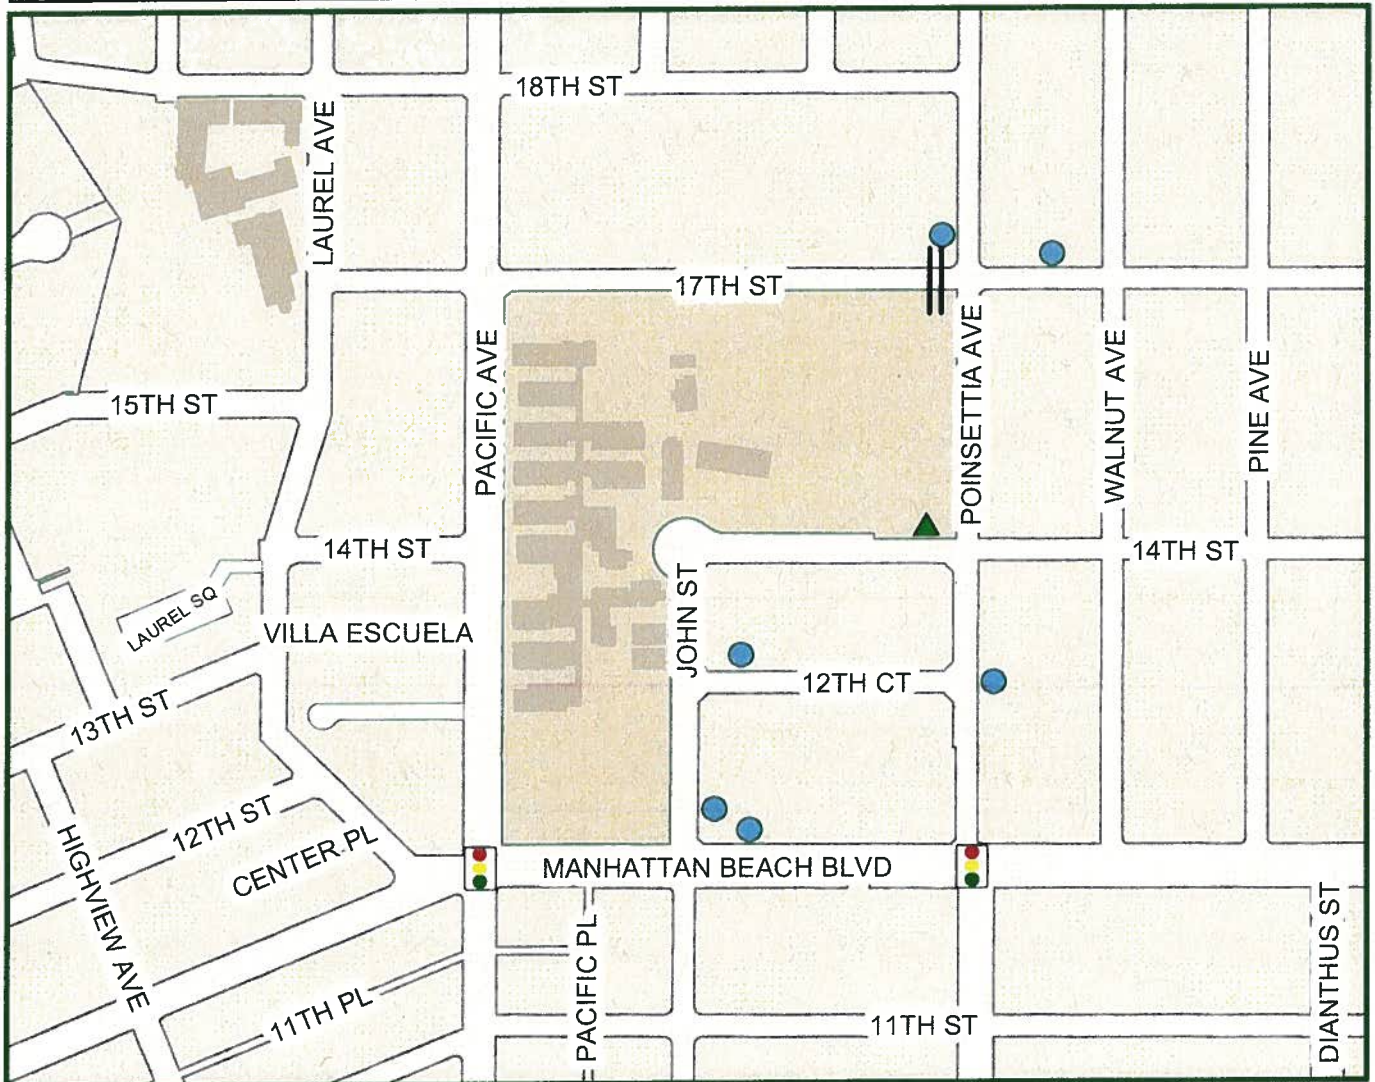 18TH ST
LAUREL AVE
17TH ST
PACIFIC AVE
POINSETTIA AVE
WALNUT AVE
PINE AVE
15TH ST
14TH ST
14TH ST
LAUREL SQ
VILLA ESCUELA
JOHN ST
12TH CT
13TH ST
12TH ST
CENTER PL
MANHATTAN BEACH BLVD
HIGHVIEW AVE
11TH PL
PACIFIC PL
11TH ST
DIANTHUS ST